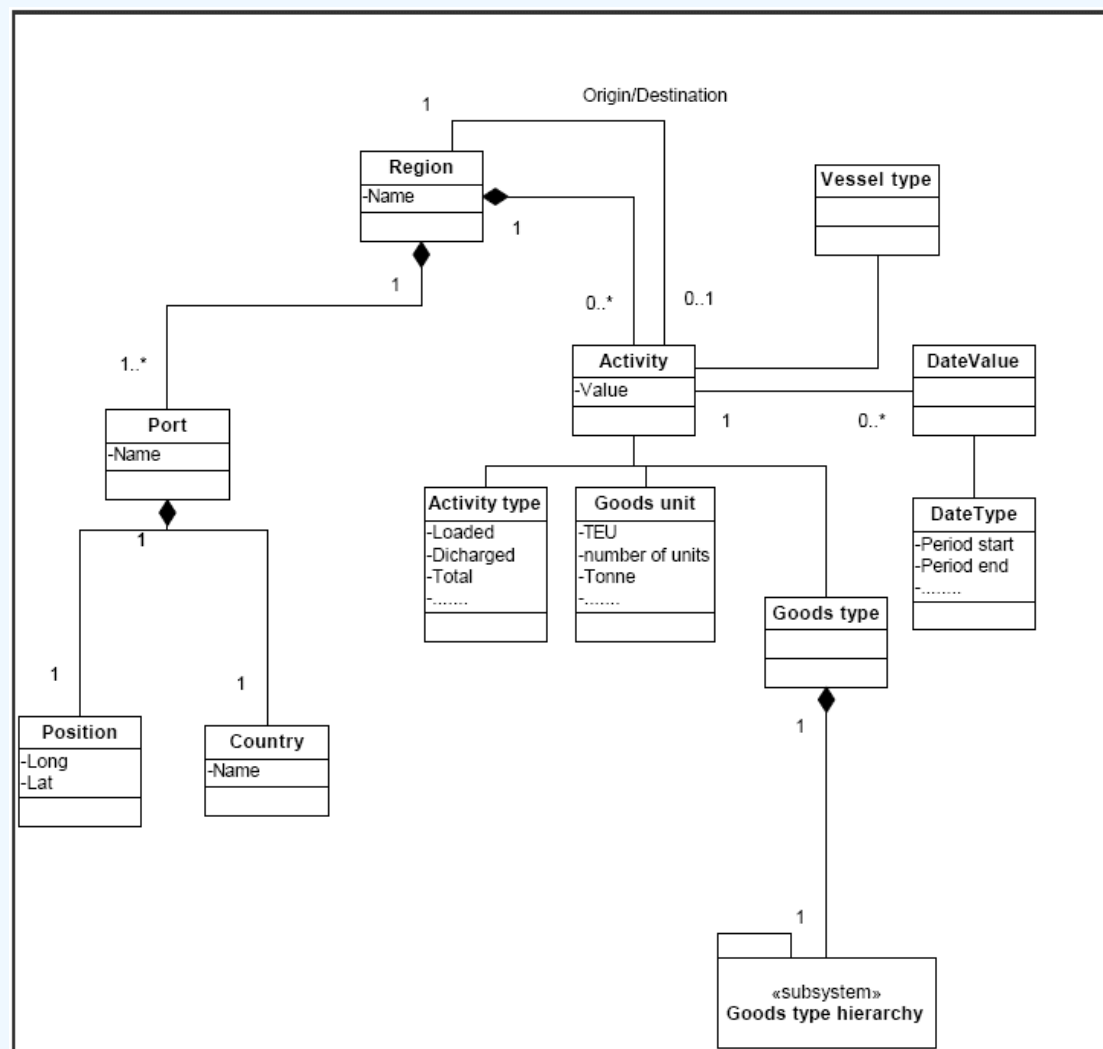 Origin/Destination
1
Region
-Name
1
1
Vessel type
0..*
0..1
1..*
Activity
-Value
DateValue
1
0..*
Port
-Name
1
Activity type
-Loaded
-Dicharged
-Total
-.......
Goods unit
-TEU
-number of units
-Tonne
-.......
DateType
-Period start
-Period end
-........
Goods type
1
1
1
Position
-Long
-Lat
Country
-Name
1
«subsystem»
Goods type hierarchy